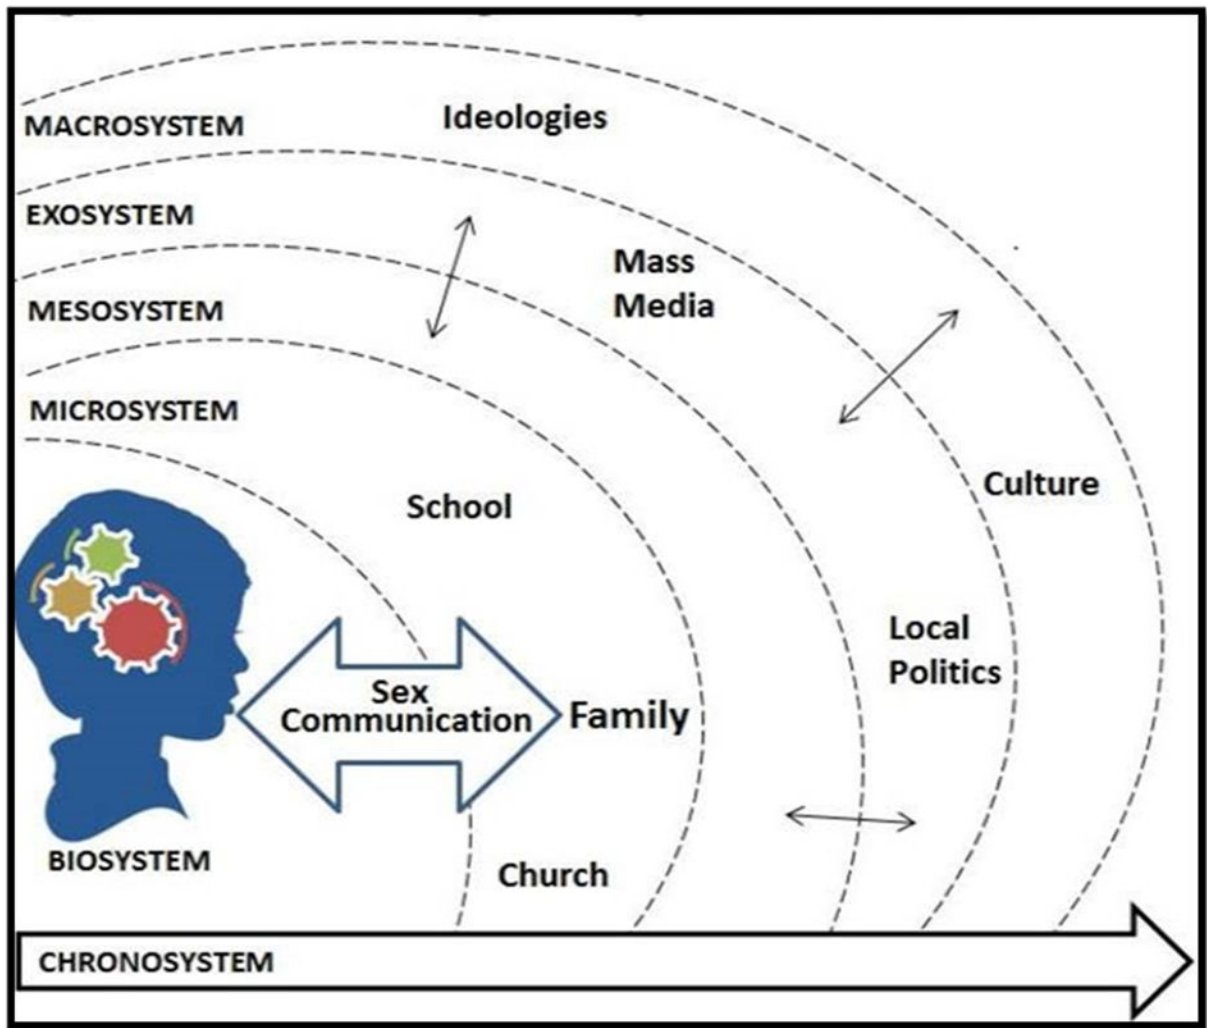 MACROSYSTEM
Ideologies
EXOSYSTEM
Mass
Media
MESOSYSTEM
MICROSYSTEM
Culture
School
Local
Politics
Sex
Communication
Family
BIOSYSTEM
Church
CHRONOSYSTEM